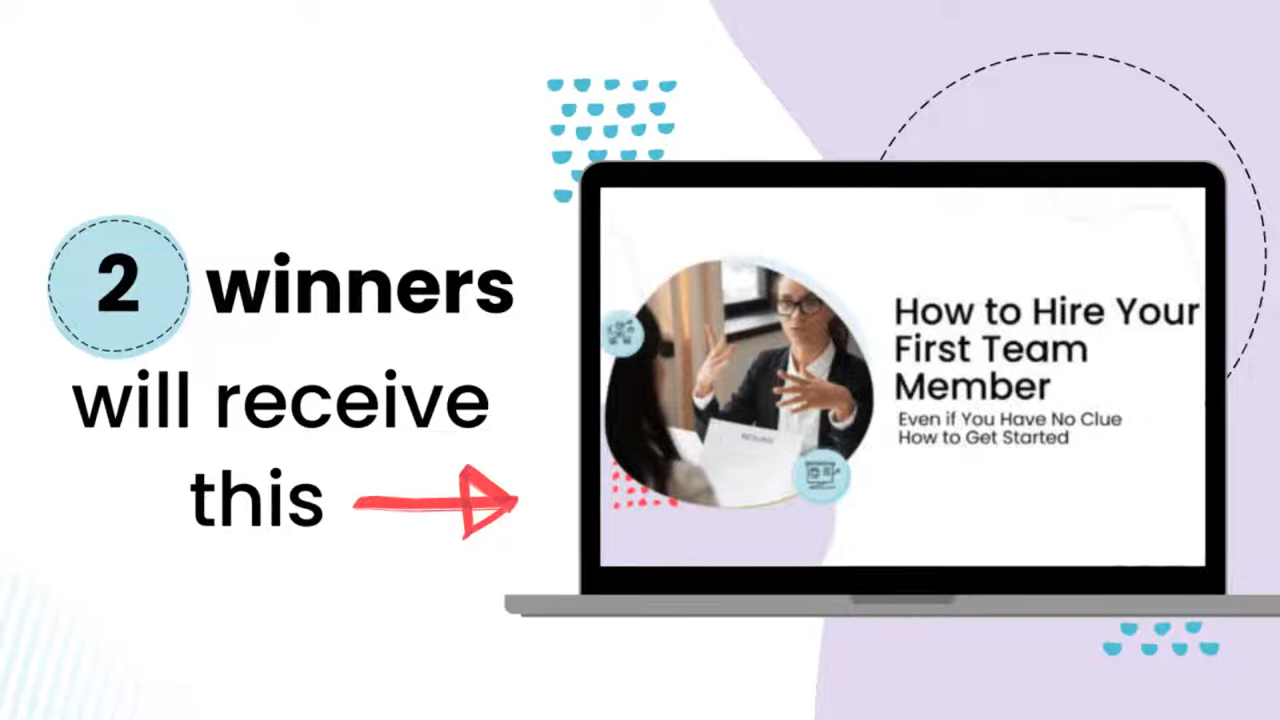 2 winners
will receive
this
How to Hire Your
First Team
Member
Even if You Have No Clue
How to Get Started